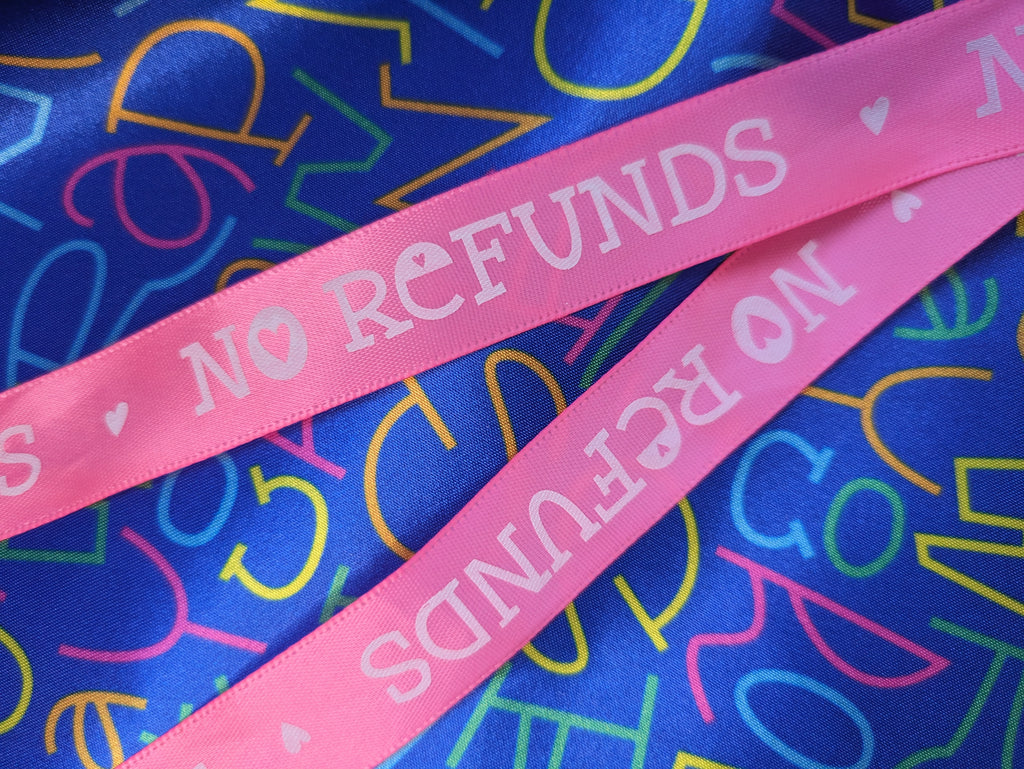 S ♥ NO REFUNDS ♥ N
NO REFUNDS